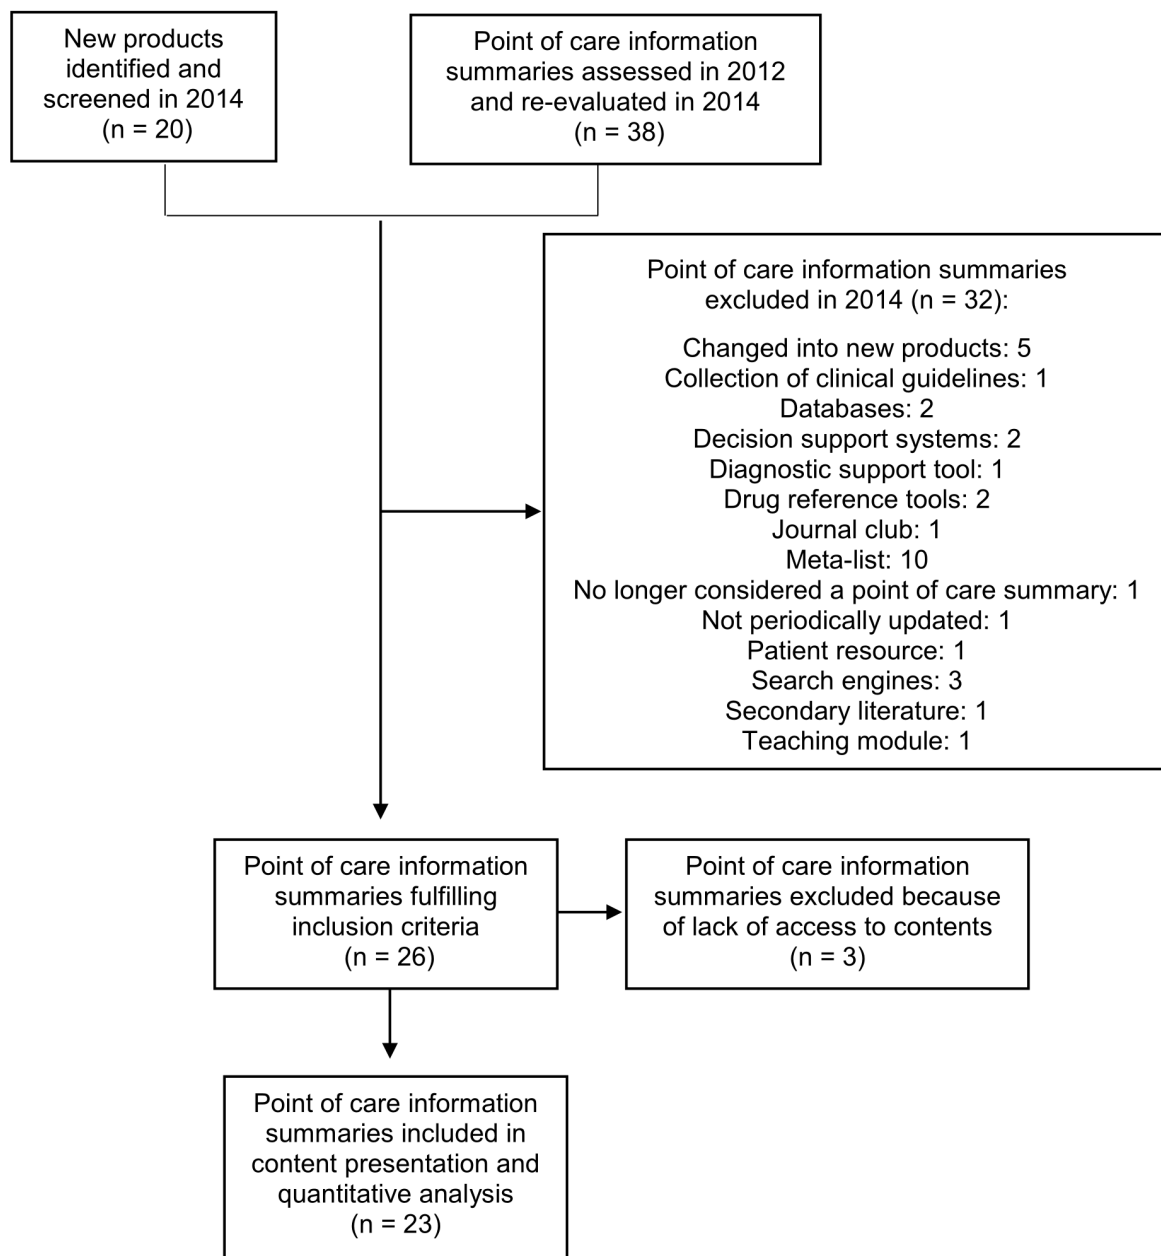 New products
identified and
screened in 2014
(n = 20)
Point of care information
summaries assessed in 2012
and re-evaluated in 2014
(n = 38)
Point of care information summaries
excluded in 2014 (n = 32):
Changed into new products: 5
Collection of clinical guidelines: 1
Databases: 2
Decision support systems: 2
Diagnostic support tool: 1
Drug reference tools: 2
Journal club: 1
Meta-list: 10
No longer considered a point of care summary: 1
Not periodically updated: 1
Patient resource: 1
Search engines: 3
Secondary literature: 1
Teaching module: 1
Point of care information
summaries fulfilling
inclusion criteria
(n = 26)
Point of care information
summaries excluded because
of lack of access to contents
(n = 3)
Point of care information
summaries included in
content presentation and
quantitative analysis
(n = 23)